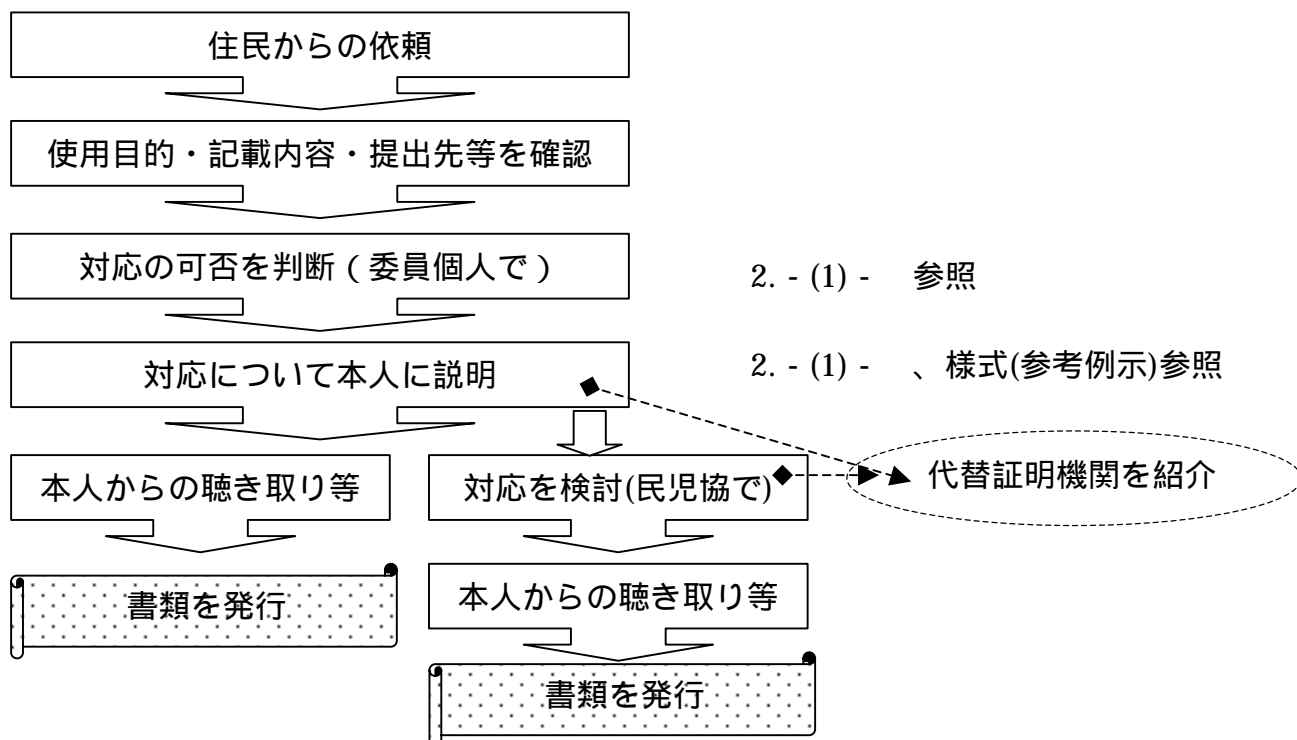 住民からの依頼
使用目的・記載内容・提出先等を確認
対応の可否を判断（委員個人で）
2. - (1) -　参照
対応について本人に説明
2. - (1) -　、様式(参考例示)参照
本人からの聴き取り等
対応を検討(民児協で)
代替証明機関を紹介
書類を発行
本人からの聴き取り等
書類を発行